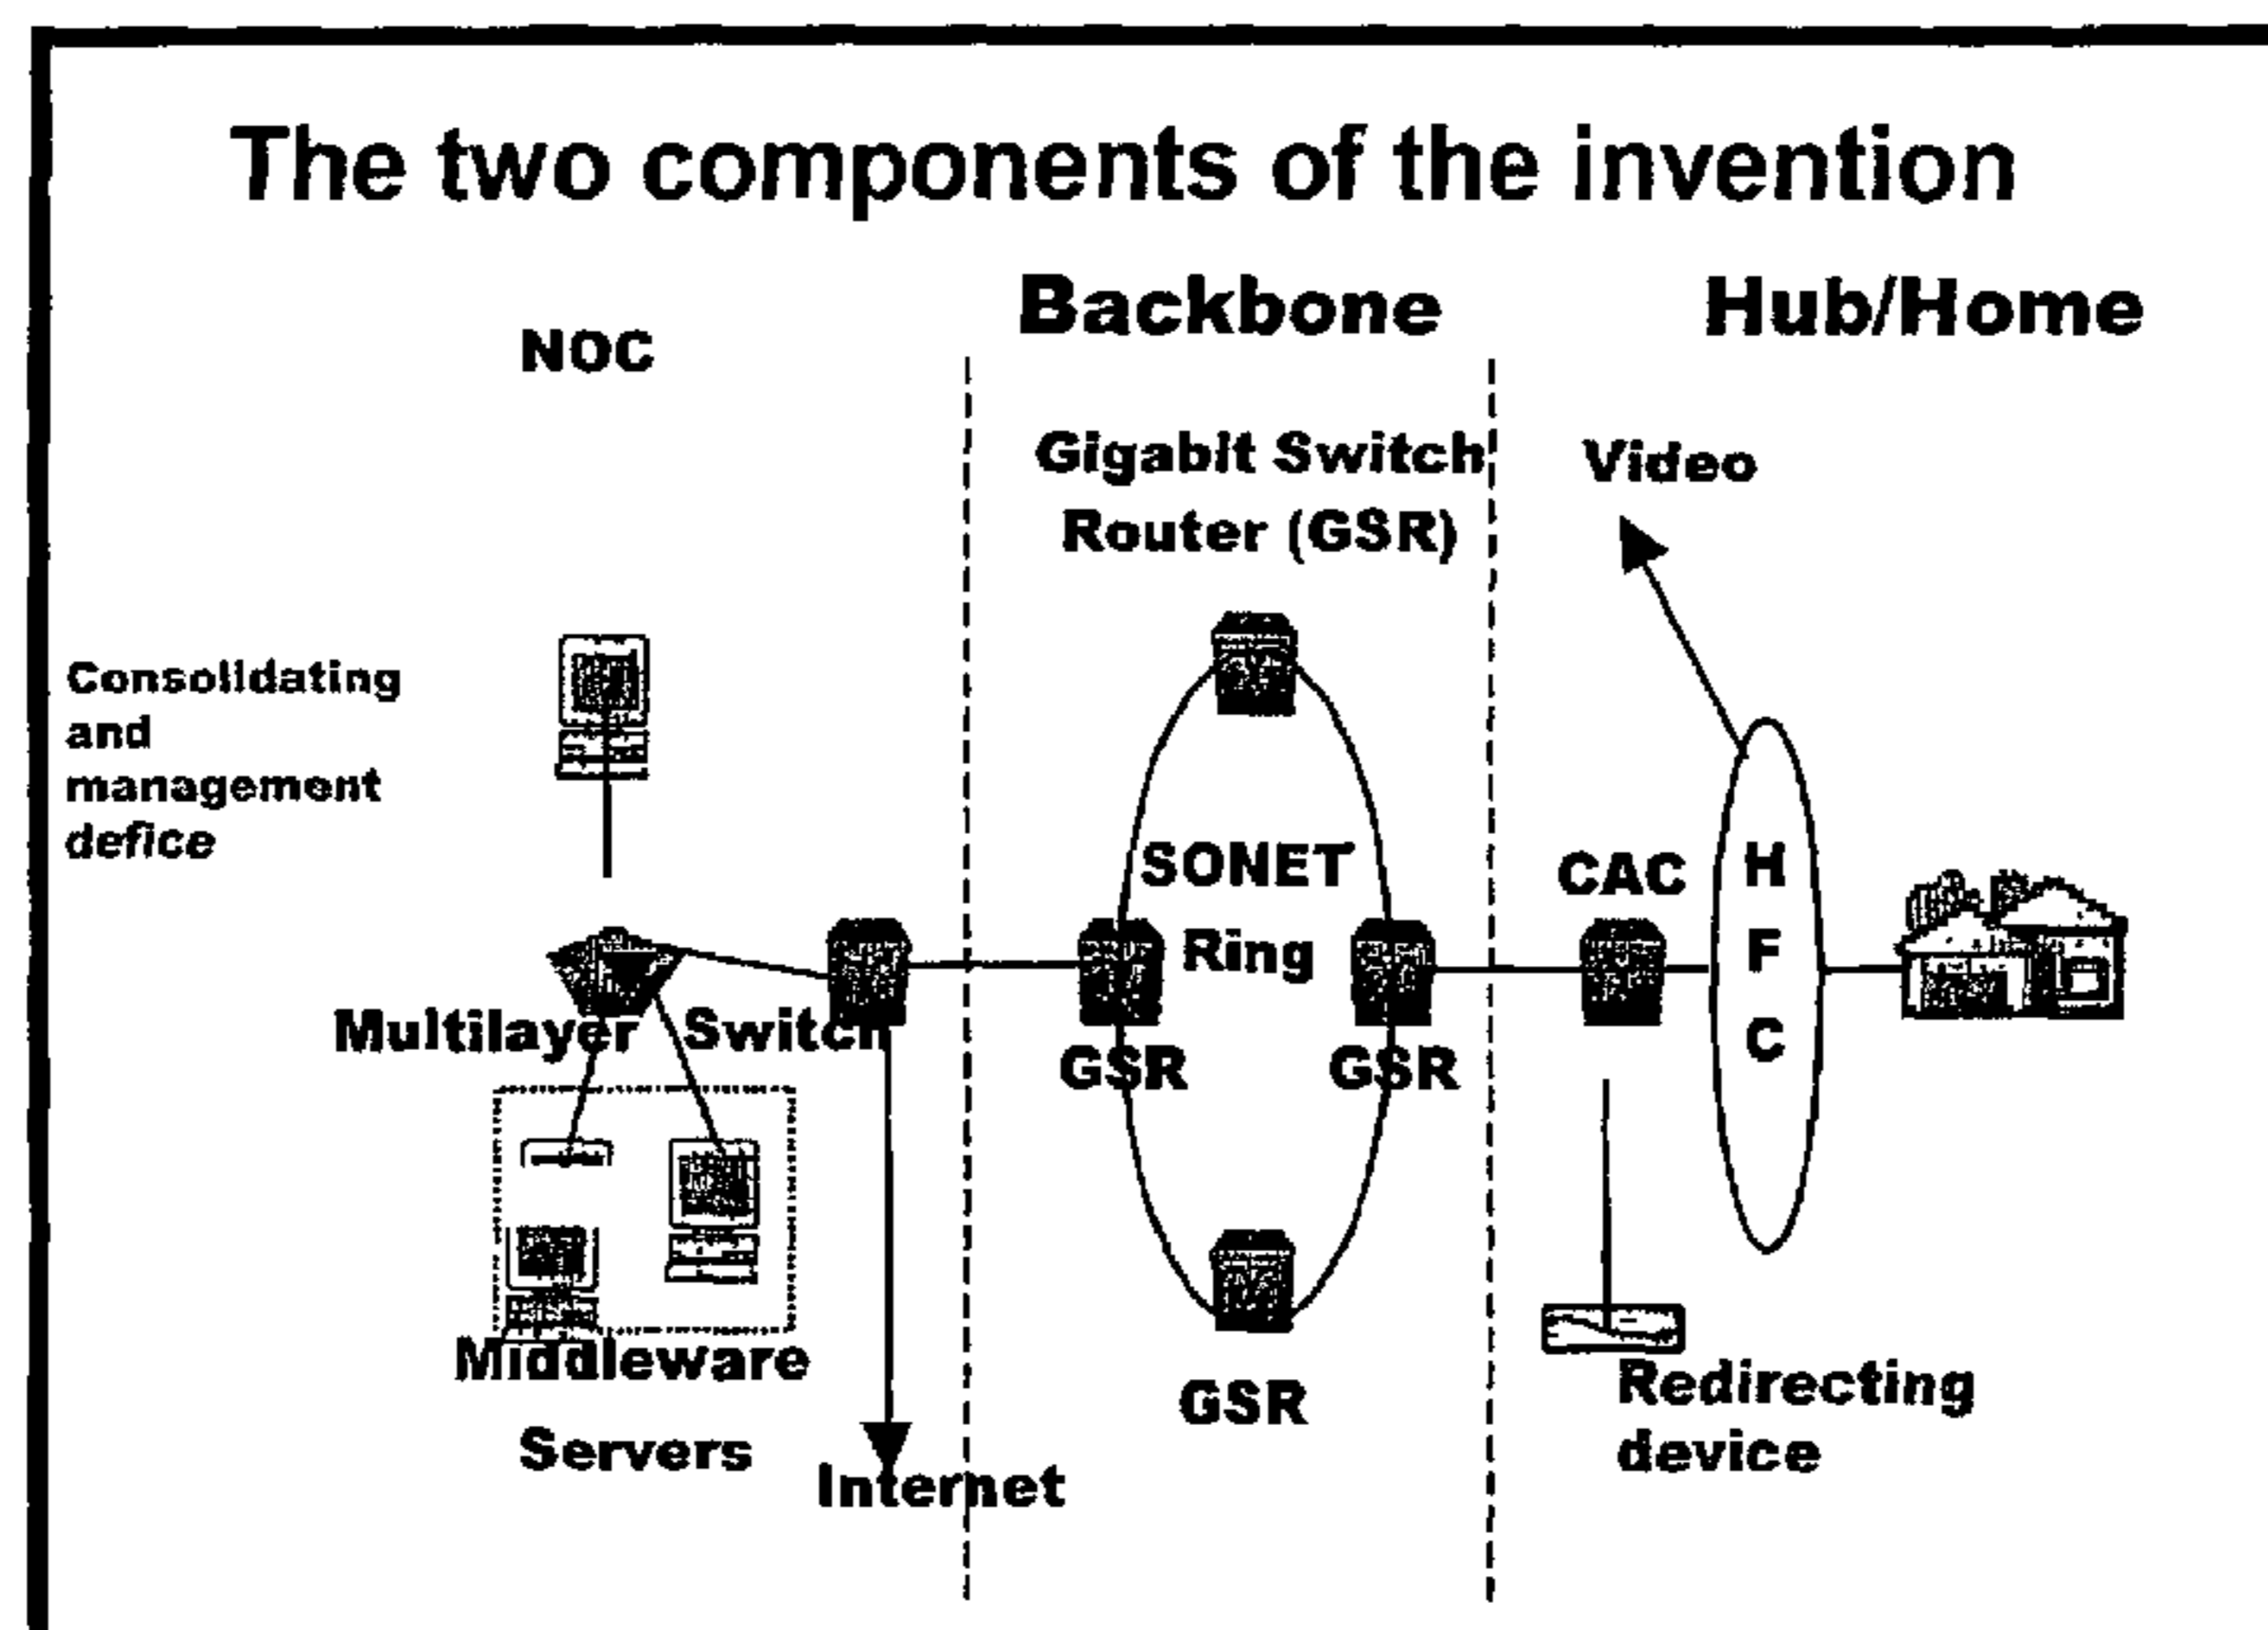 The two components of the invention
NOC
Backbone
Hub/Home
Gigabit Switch
Router (GSR)
Video
Consolidating
and
management
defice
SONET
Ring
CAC
H
F
C
Multilayer Switch
GSR
GSR
Middleware
Servers
Internet
GSR
Redirecting
device